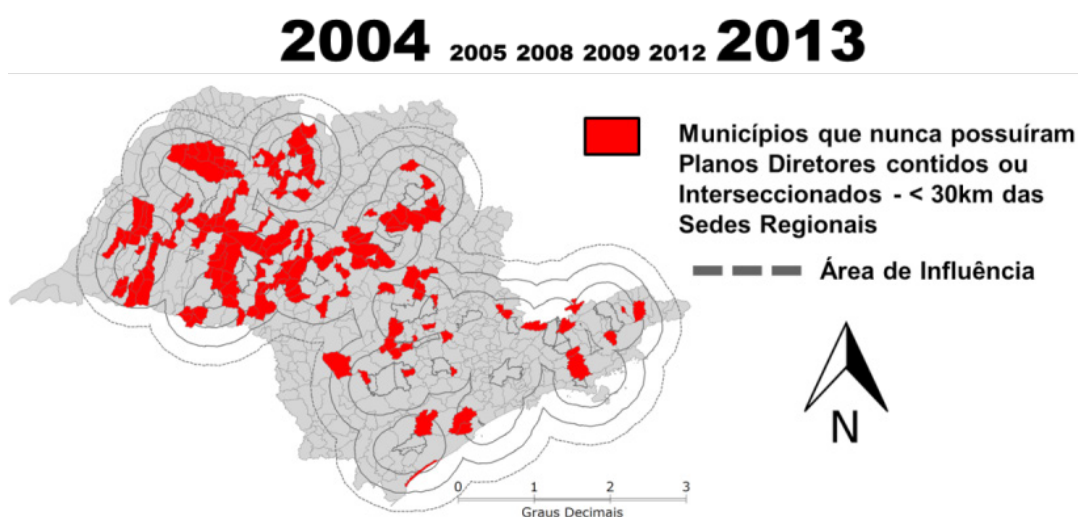 2004 2005 2008 2009 2012 2013
Municípios que nunca possuíram
Planos Diretores contidos ou
Interseccionados - < 30km das
Sedes Regionais
Área de Influência
N
0 1 2 3
Graus Decimais